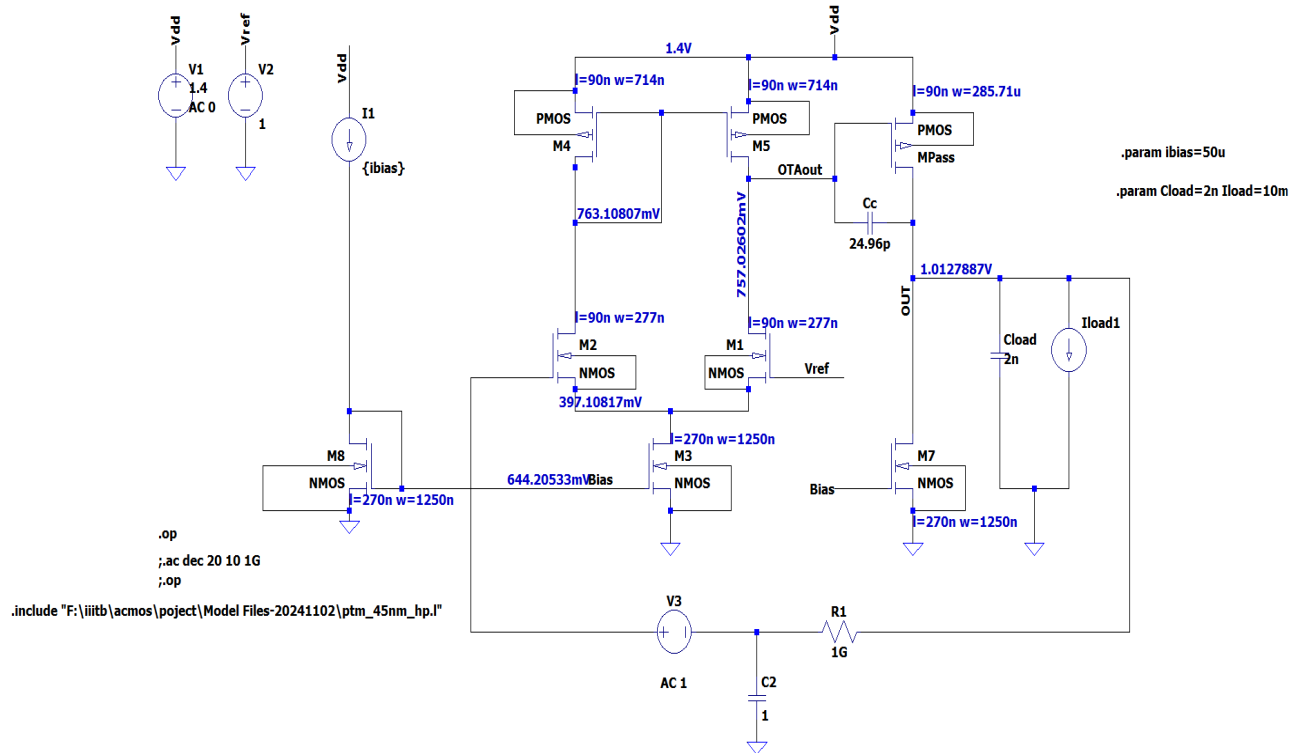 Vdd
Vref
V1
1.4
AC 0
V2
1
Vdd
I1
{ibias}
Vdd
1.4V
l=90n w=714n
PMOS
M4
l=90n w=714n
PMOS
M5
l=90n w=285.71u
PMOS
MPass
OTAout
Cc
24.96p
.param ibias=50u
.param Cload=2n Iload=10m
763.10807mV
757.02602mV
1.0127887V
OUT
l=90n w=277n
M2
NMOS
l=90n w=277n
M1
NMOS
Vref
Cload
2n
Iload1
397.10817mV
M8
NMOS
l=270n w=1250n
644.20533mV
Bias
l=270n w=1250n
M3
NMOS
Bias
M7
NMOS
l=270n w=1250n
.op
;.ac dec 20 10 1G
;.op
.include "F:\iiitb\acmos\poject\Model Files-20241102\ptm_45nm_hp.l"
V3
AC 1
R1
1G
C2
1